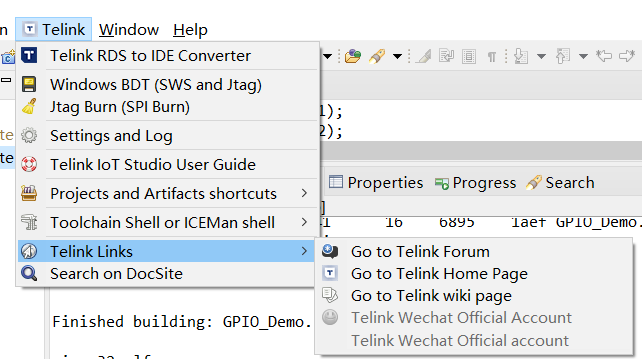 n Telink Window Help
Telink RDS to IDE Converter
Windows BDT (SWS and Jtag)
Jtag Burn (SPI Burn)
1);
Settings and Log
2);
te
Telink IoT Studio User Guide
te
Projects and Artifacts shortcuts
Properties Progress Search
]
Toolchain Shell or ICEMan shell
1 16 6895 1aef GPIO_Demo.
Telink Links
Go to Telink Forum
Search on DocSite
Go to Telink Home Page
Go to Telink wiki page
Finished building: GPIO_Demo.
Telink Wechat Official Account
Telink Wechat Official account